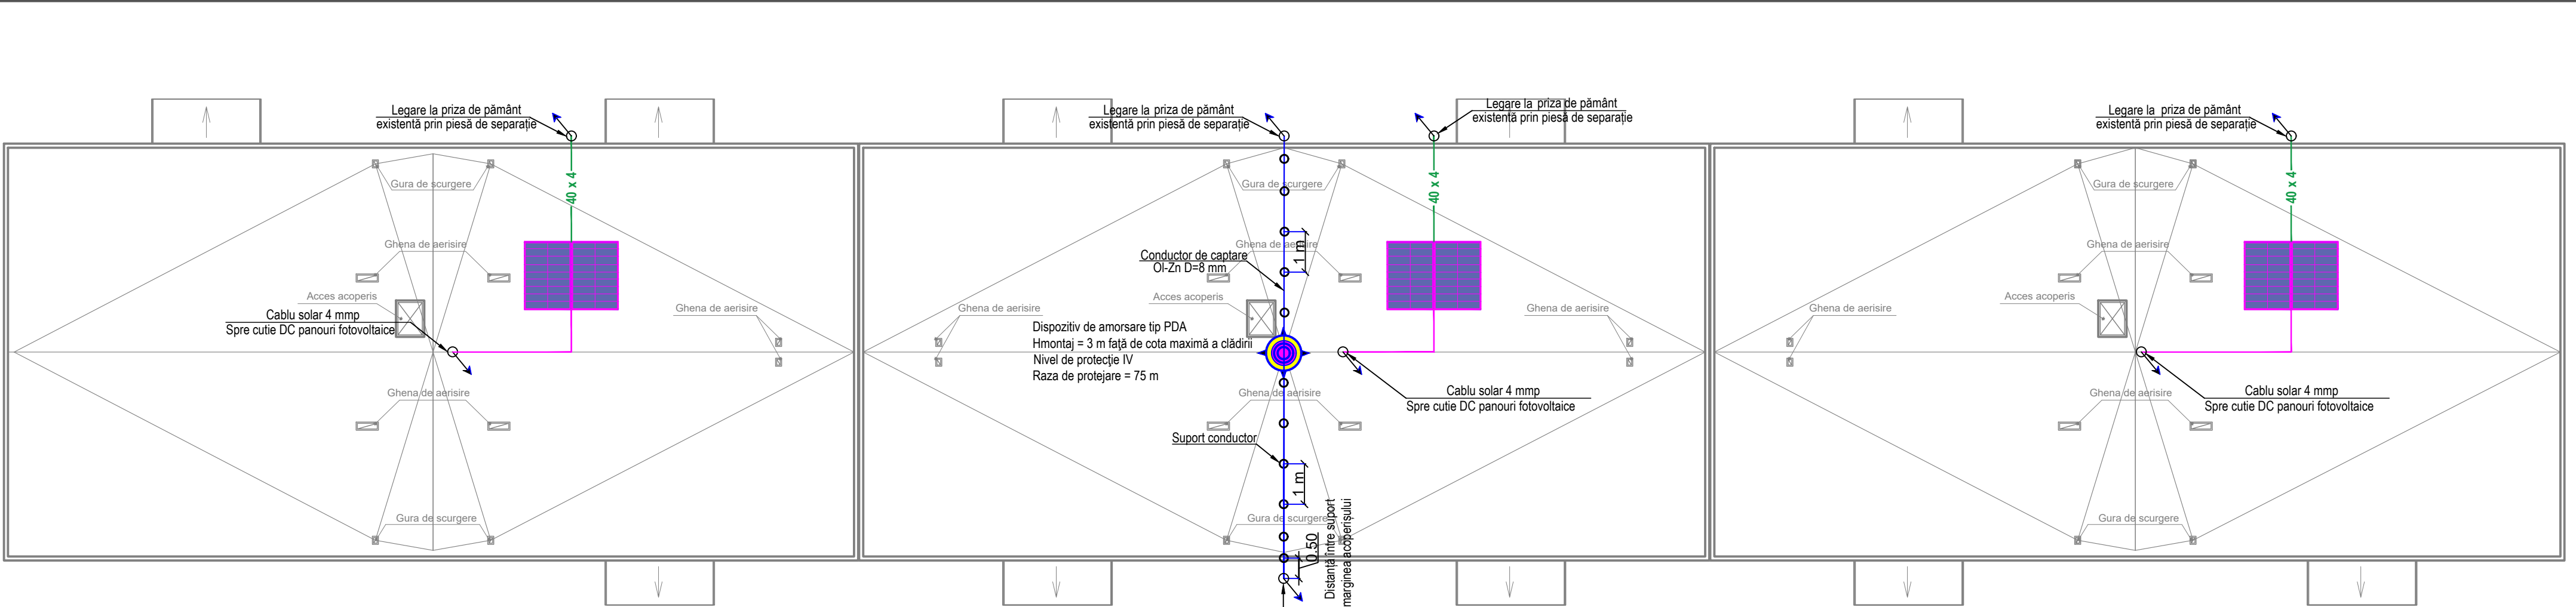 Legare la priza de pământ
existentă prin piesă de separație
40 x 4
Gura de scurgere
Ghena de aerisire
Acces acoperis
Cablu solar 4 mmp
Spre cutie DC panouri fotovoltaice
Ghena de aerisire
Ghena de aerisire
Gura de scurgere
Legare la priza de pământ
existentă prin piesă de separație
Legare la priza de pământ
existentă prin piesă de separație
40 x 4
Gura de scurgere
Ghena de aerisire
1 m
Conductor de captare
Ol-Zn D=8 mm
Acces acoperis
Ghena de aerisire
Ghena de aerisire
Dispozitiv de amorsare tip PDA
Hmontaj = 3 m față de cota maximă a clădirii
Nivel de protecție IV
Raza de protejare = 75 m
Cablu solar 4 mmp
Spre cutie DC panouri fotovoltaice
Ghena de aerisire
Suport conductor
1 m
Gura de scurgere
0.50
Distanță între suport
marginea acoperișului
Legare la priza de pământ
existentă prin piesă de separație
40 x 4
Gura de scurgere
Ghena de aerisire
Acces acoperis
Ghena de aerisire
Cablu solar 4 mmp
Spre cutie DC panouri fotovoltaice
Ghena de aerisire
Gura de scurgere